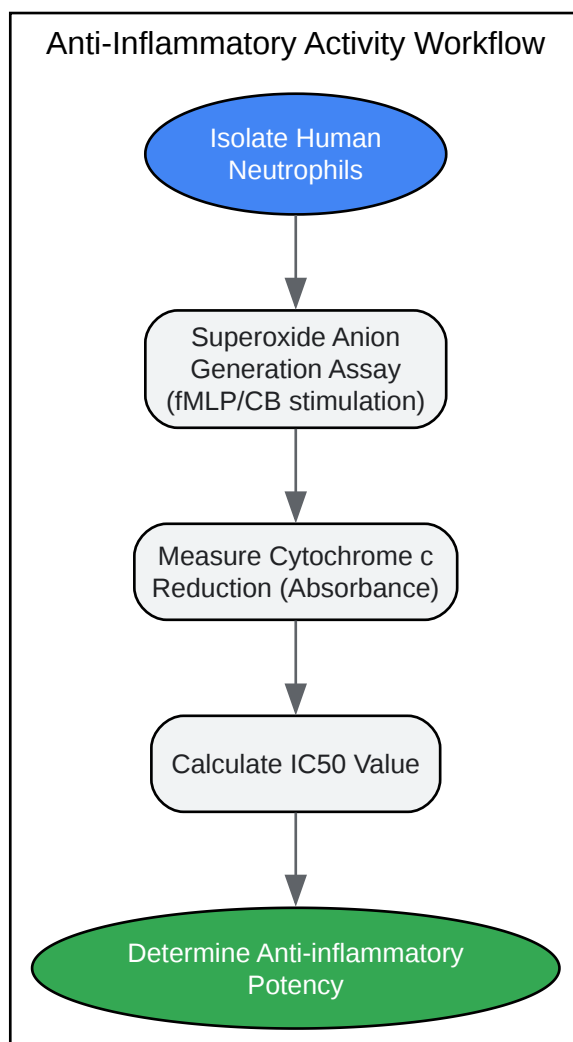 Anti-Inflammatory Activity Workflow
Isolate Human
Neutrophils
Superoxide Anion
Generation Assay
(fMLP/CB stimulation)
Measure Cytochrome c
Reduction (Absorbance)
Calculate IC50 Value
Determine Anti-inflammatory
Potency